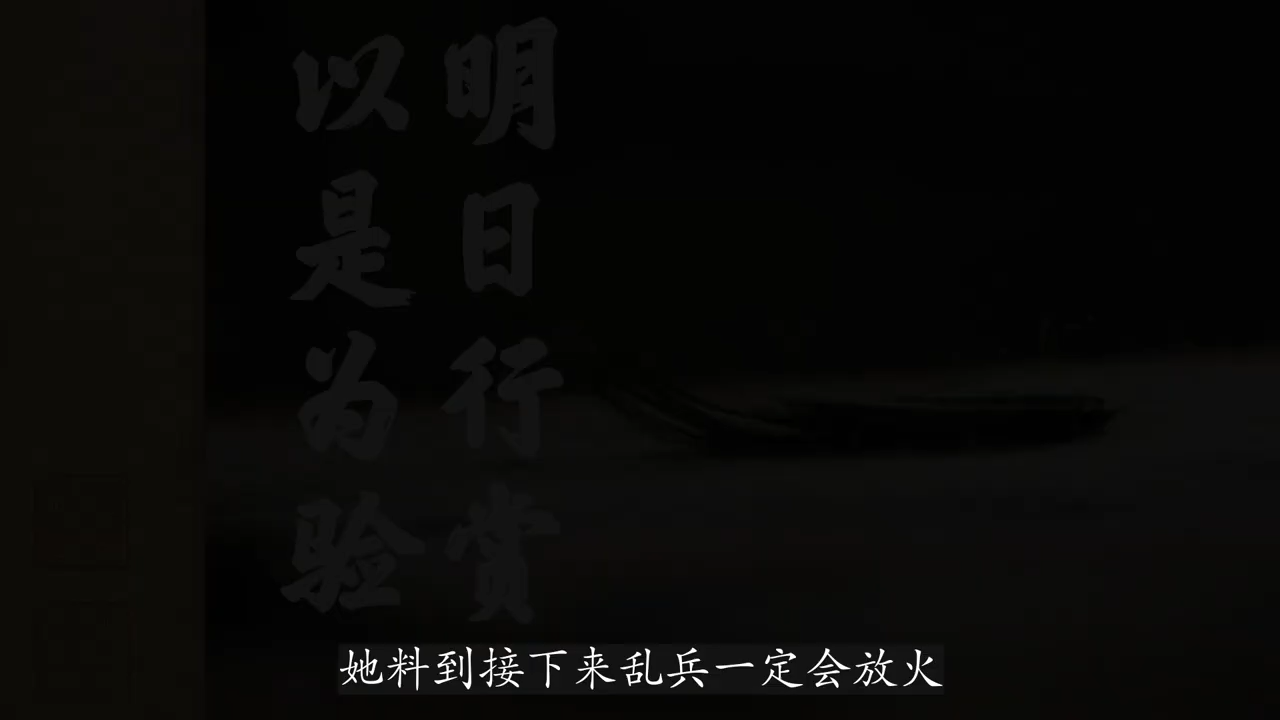 明日行赏
以是为验
她料到接下来乱兵一定会放火